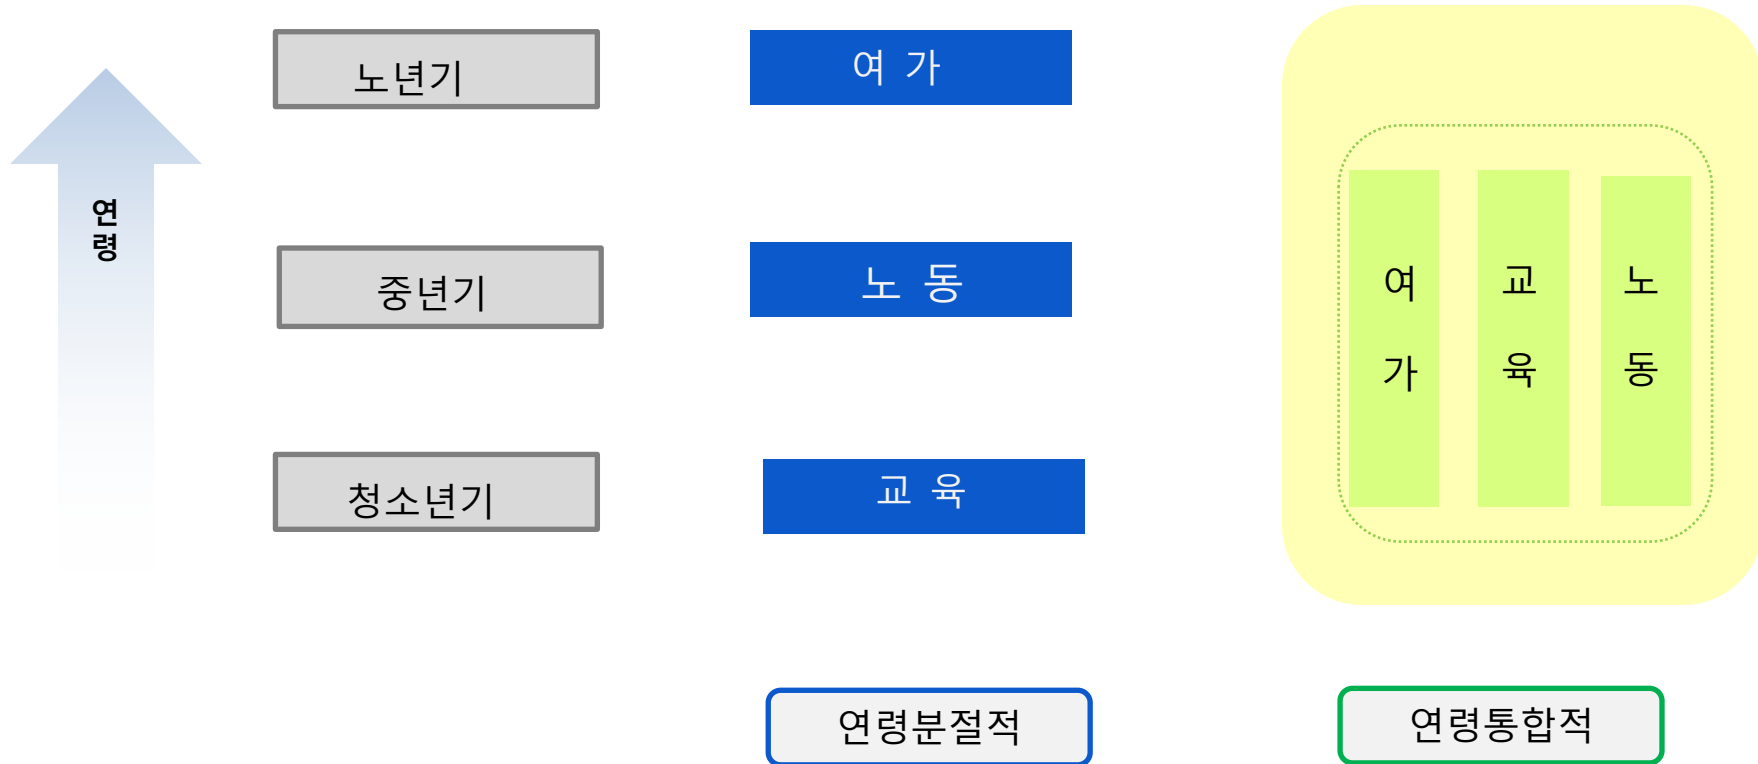 노년기
여 가
연
령
중년기
노 동
청소년기
교 육
여
가
교
육
노
동
연령분절적
연령통합적